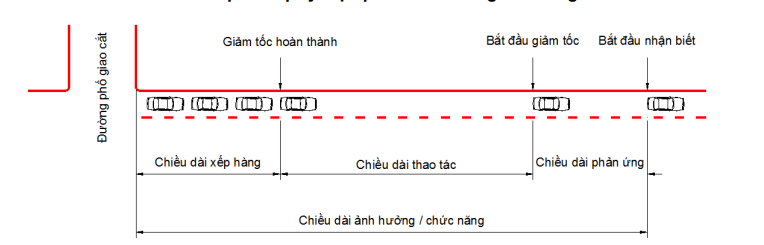 Giảm tốc hoàn thành
Bắt đầu giảm tốc
Bắt đầu nhận biết
Đường phố giao cắt
Chiều dài xếp hàng
Chiều dài thao tác
Chiều dài phản ứng
Chiều dài ảnh hưởng / chức năng